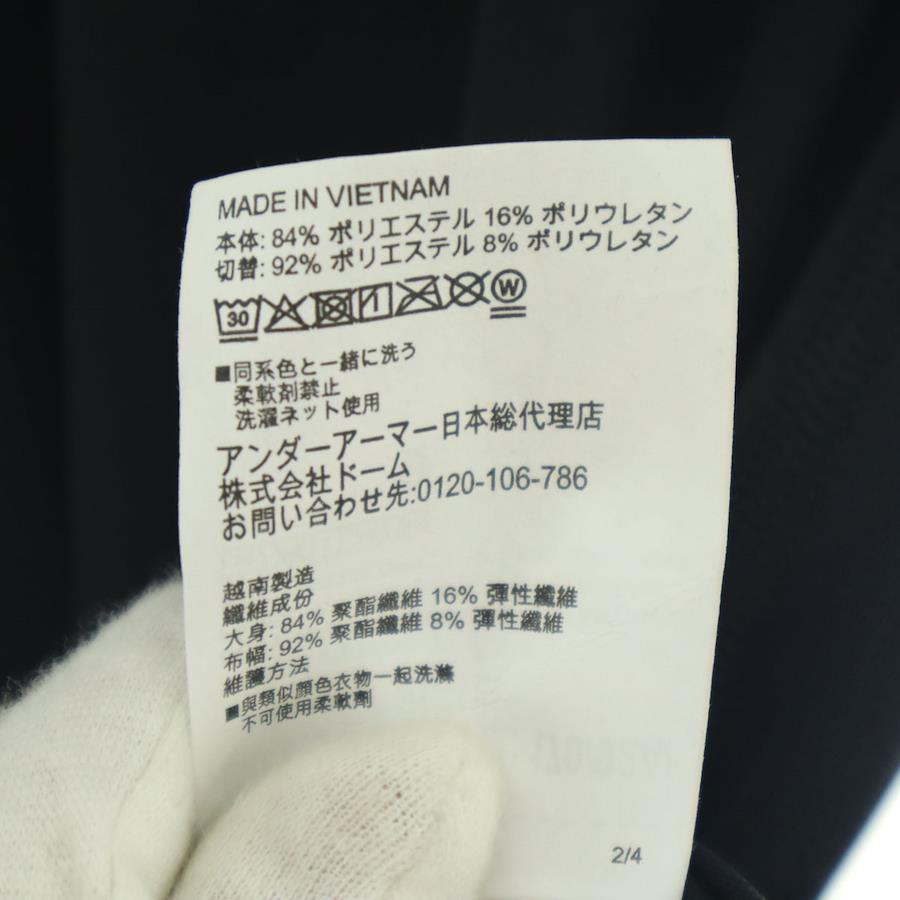 MADE IN VIETNAM
本体: 84% ポリエステル 16% ポリウレタン
切替: 92% ポリエステル 8% ポリウレタン
30 W
■同系色と一緒に洗う
柔軟剤禁止
洗濯ネット使用
アンダーアーマー日本総代理店
株式会社ドーム
お問い合わせ先:0120-106-786
越南製造
纖維成份
大身: 84% 聚酯纖維 16% 彈性纖維
布幅: 92% 聚酯纖維 8% 彈性纖維
維護方法
■與類似顏色衣物一起洗滌
不可使用柔軟劑
2/4